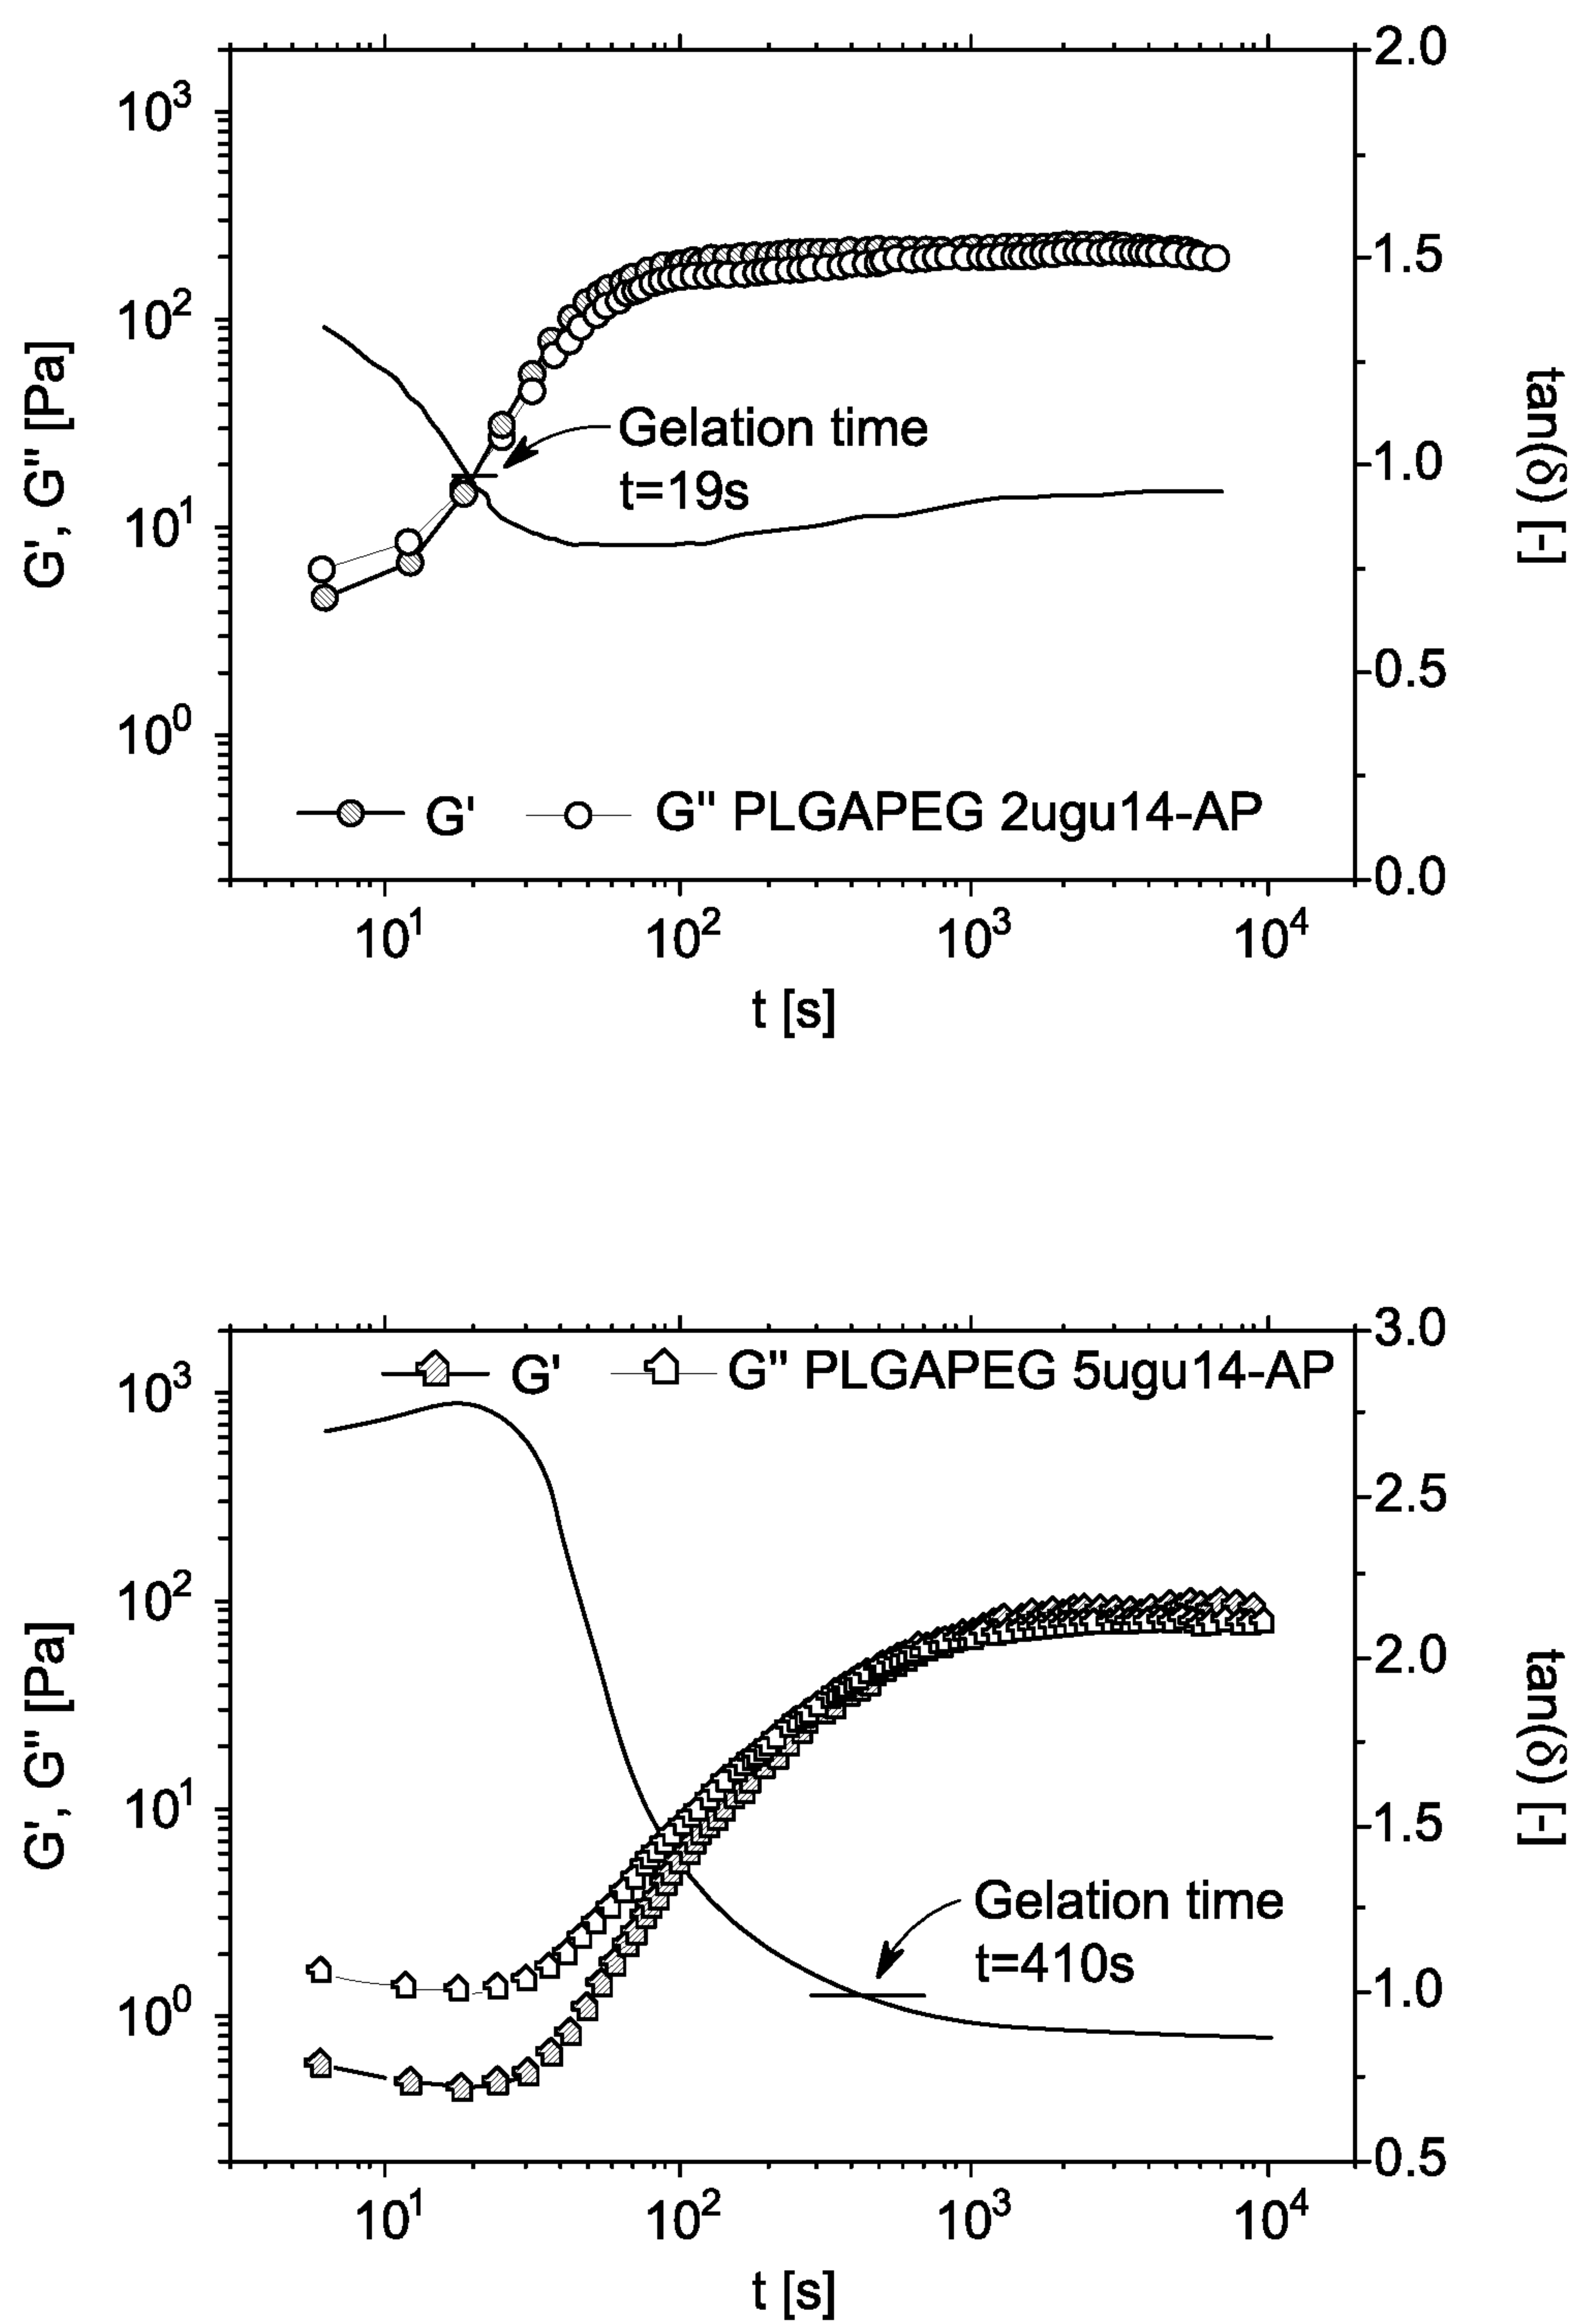 2.0
10³
1.5
10²
Gelation time
1.0
t=19s
10¹
0.5
10⁰
G' G'' PLGAPEG 2ugu14-AP
0.0
10¹ 10² 10³ 10⁴
t [s]
G', G'' [Pa]
tan(δ) [-]
3.0
G' G'' PLGAPEG 5ugu14-AP
10³
2.5
10²
2.0
10¹
1.5
Gelation time
t=410s
10⁰
1.0
0.5
10¹ 10² 10³ 10⁴
t [s]
G', G'' [Pa]
tan(δ) [-]